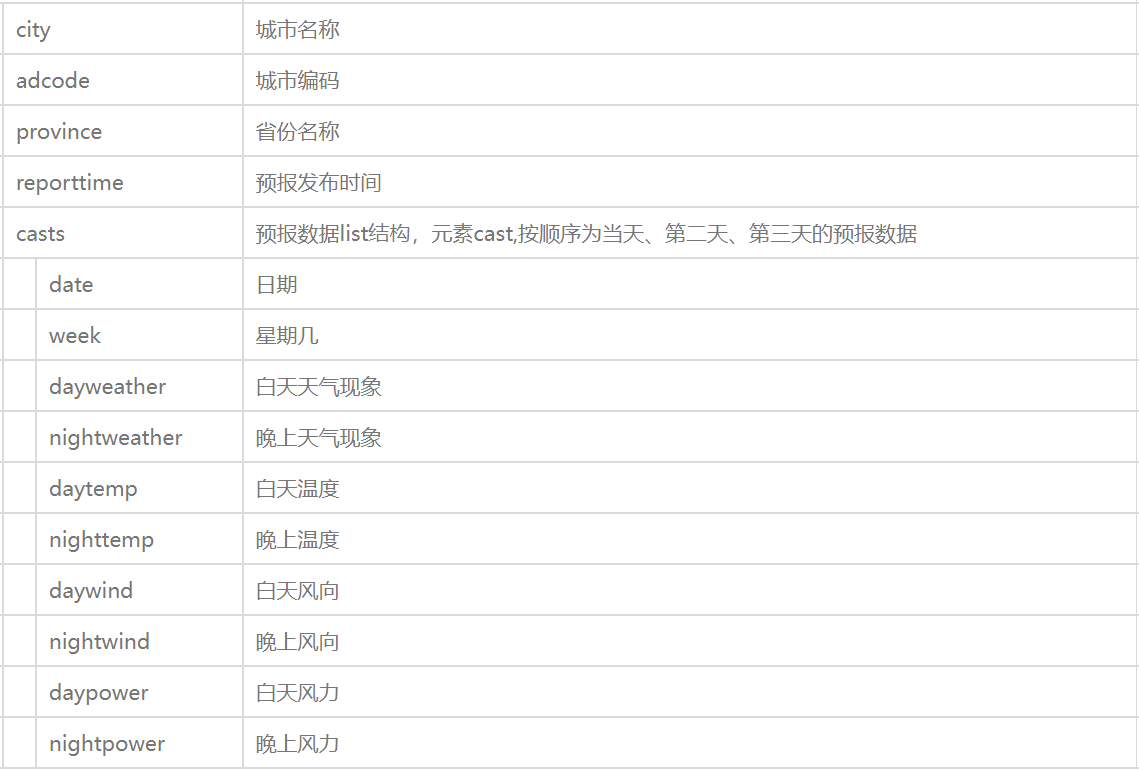 city 城市名称
adcode 城市编码
province 省份名称
reporttime 预报发布时间
casts 预报数据list结构，元素cast,按顺序为当天、第二天、第三天的预报数据
date 日期
week 星期几
dayweather 白天天气现象
nightweather 晚上天气现象
daytemp 白天温度
nighttemp 晚上温度
daywind 白天风向
nightwind 晚上风向
daypower 白天风力
nightpower 晚上风力